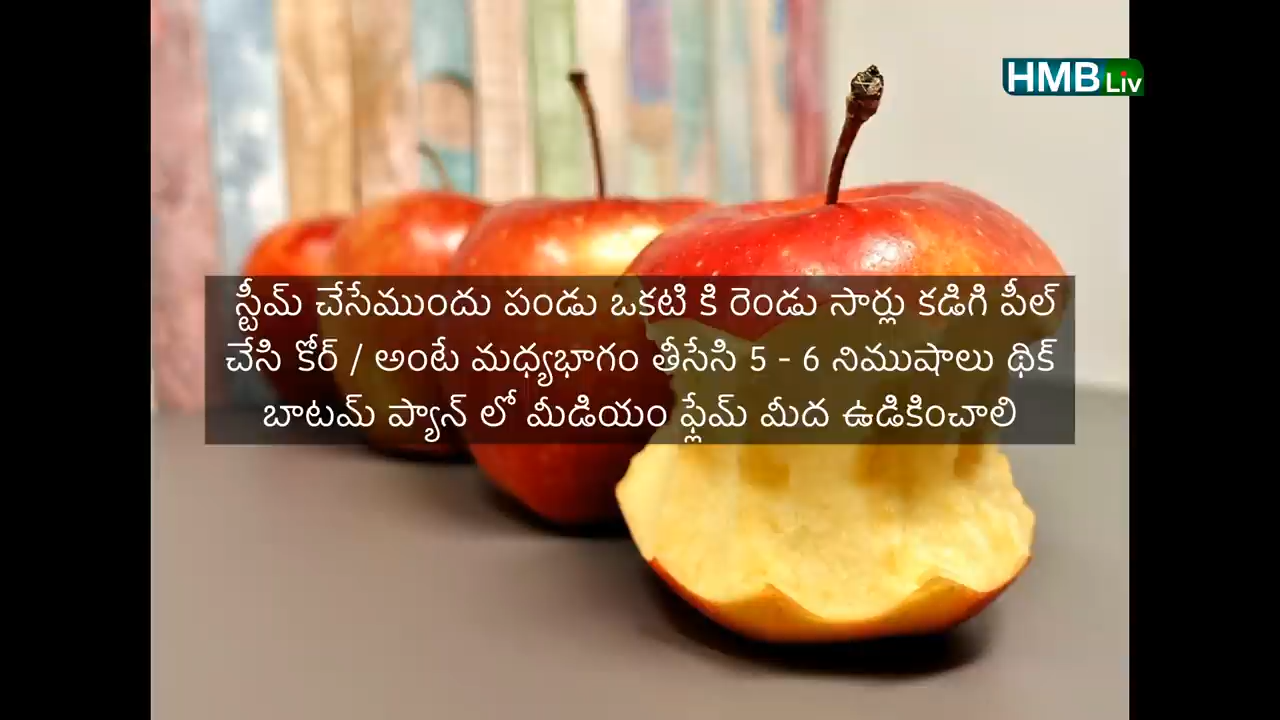 HMB Liv
స్టీమ్ చేసేముందు పండు ఒకటి కి రెండు సార్లు కడిగి పీల్
చేసి కోర్ / అంటే మధ్యభాగం తీసేసి 5 - 6 నిముషాలు థిక్
బాటమ్ ప్యాన్ లో మీడియం ఫ్లేమ్ మీద ఉడికించాలి